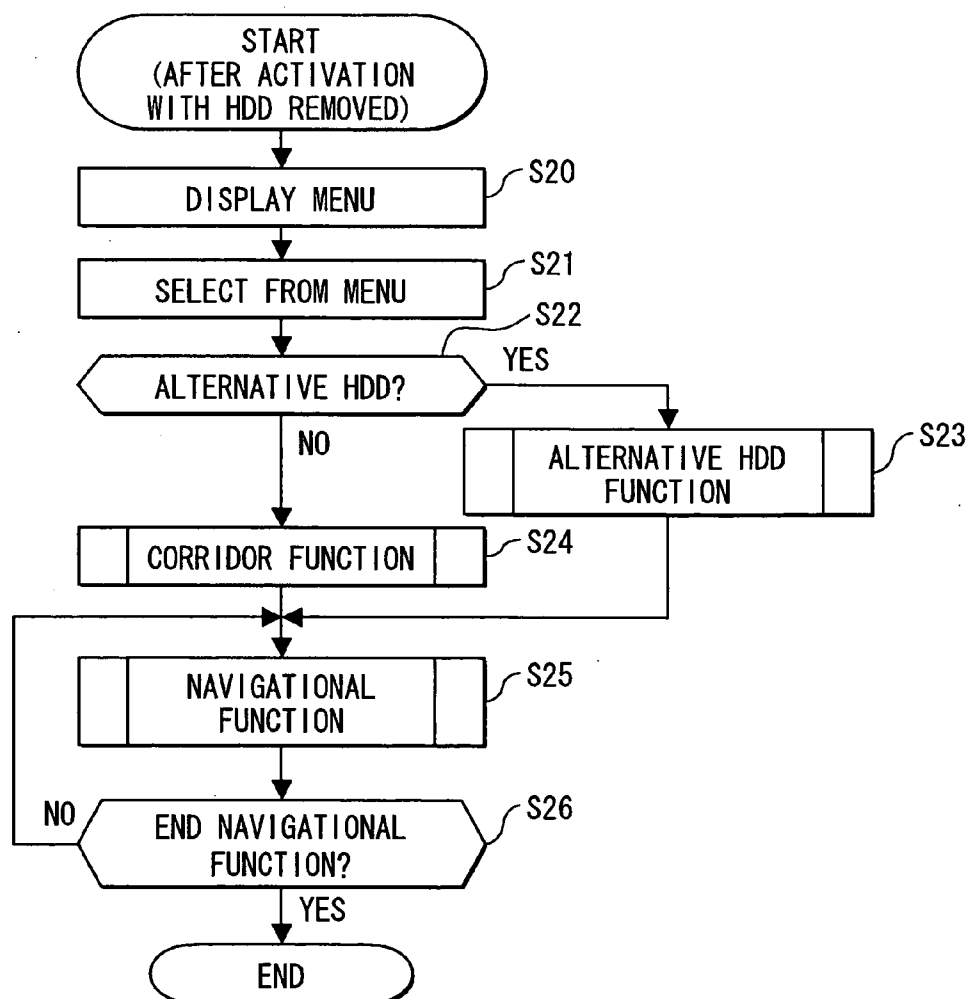 START
(AFTER ACTIVATION
WITH HDD REMOVED)
S20
DISPLAY MENU
S21
SELECT FROM MENU
S22
ALTERNATIVE HDD?
YES
NO
S23
ALTERNATIVE HDD
FUNCTION
S24
CORRIDOR FUNCTION
S25
NAVIGATIONAL
FUNCTION
S26
NO
END NAVIGATIONAL
FUNCTION?
YES
END